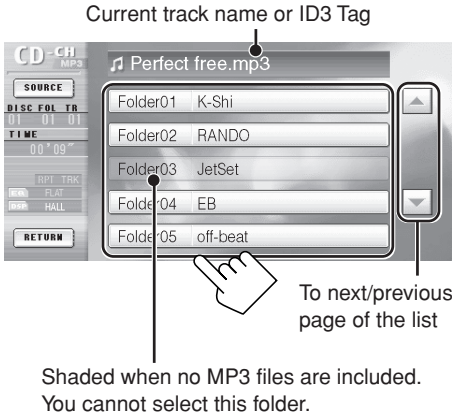 Current track name or ID3 Tag
CD-CH
MP3
♫ Perfect free.mp3
SOURCE
DISC FOL TR
01 01 01
TIME
00'09"
RPT TRK
EQ FLAT
DSP HALL
RETURN
Folder01 K-Shi
Folder02 RANDO
Folder03 JetSet
Folder04 EB
Folder05 off-beat
To next/previous
page of the list
Shaded when no MP3 files are included.
You cannot select this folder.